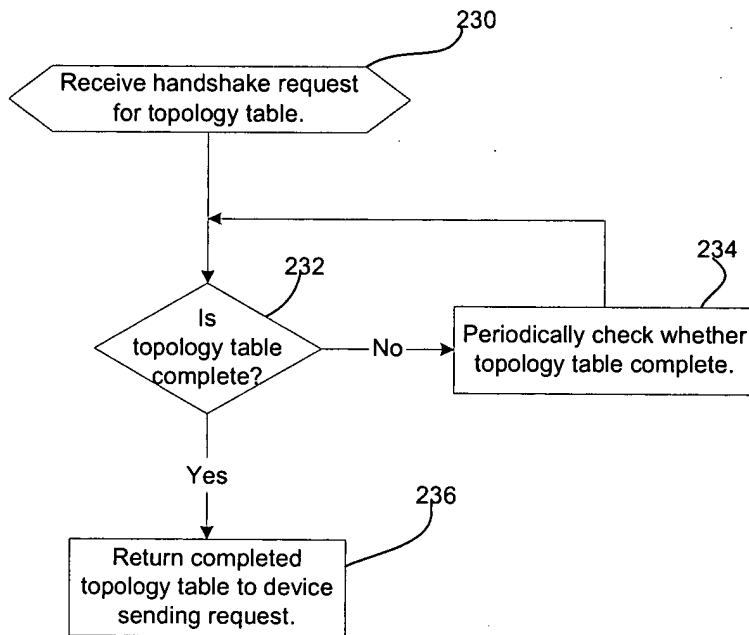 230
Receive handshake request
for topology table.
232
Is
topology table
complete?
No
234
Periodically check whether
topology table complete.
Yes
236
Return completed
topology table to device
sending request.